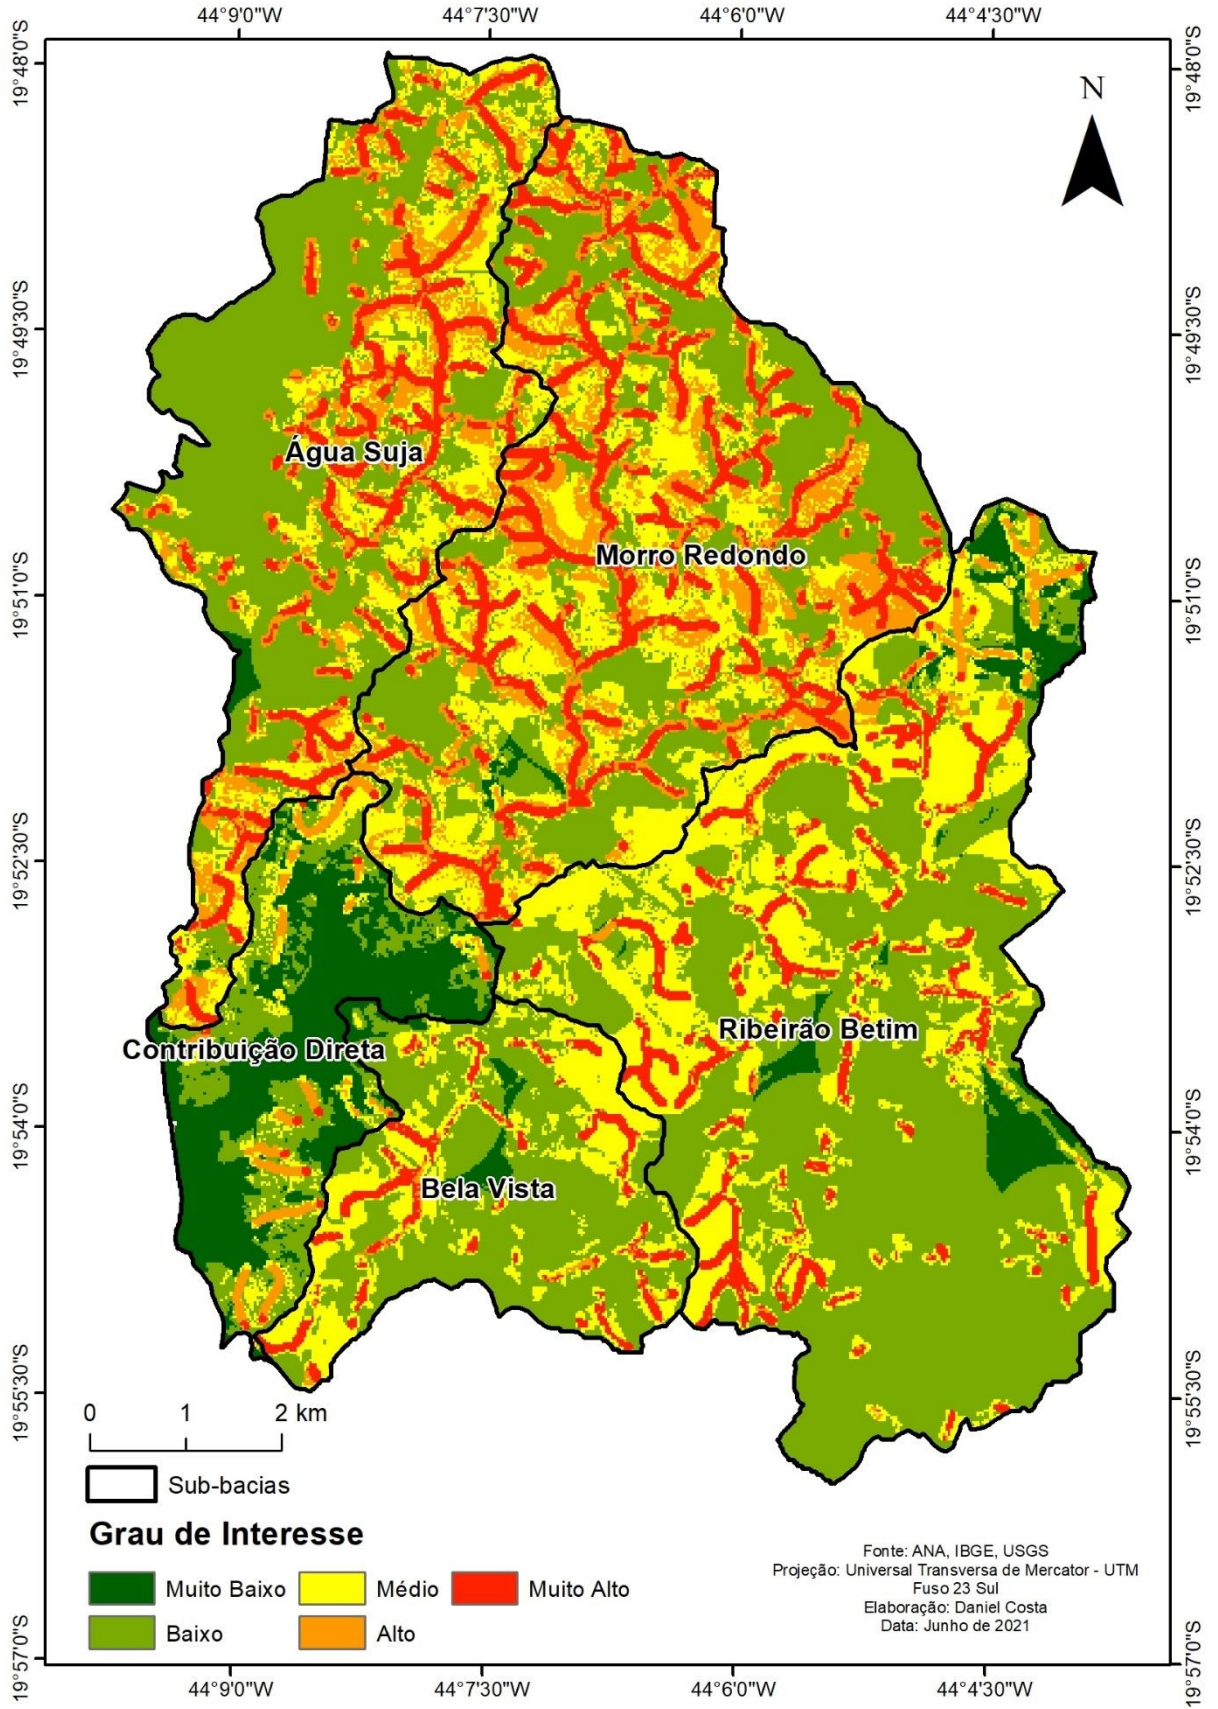 44°9'0"W 44°7'30"W 44°6'0"W 44°4'30"W
19°48'0"S 19°48'0"S
N
19°49'30"S 19°49'30"S
Água Suja
Morro Redondo
19°51'0"S 19°51'0"S
19°52'30"S 19°52'30"S
Ribeirão Betim
Contribuição Direta
19°54'0"S 19°54'0"S
Bela Vista
19°55'30"S 19°55'30"S
0 1 2 km
Sub-bacias
Grau de Interesse
Muito Baixo Médio Muito Alto
Baixo Alto
Fonte: ANA, IBGE, USGS
Projeção: Universal Transversa de Mercator - UTM
Fuso 23 Sul
Elaboração: Daniel Costa
Data: Junho de 2021
19°57'0"S 19°57'0"S
44°9'0"W 44°7'30"W 44°6'0"W 44°4'30"W